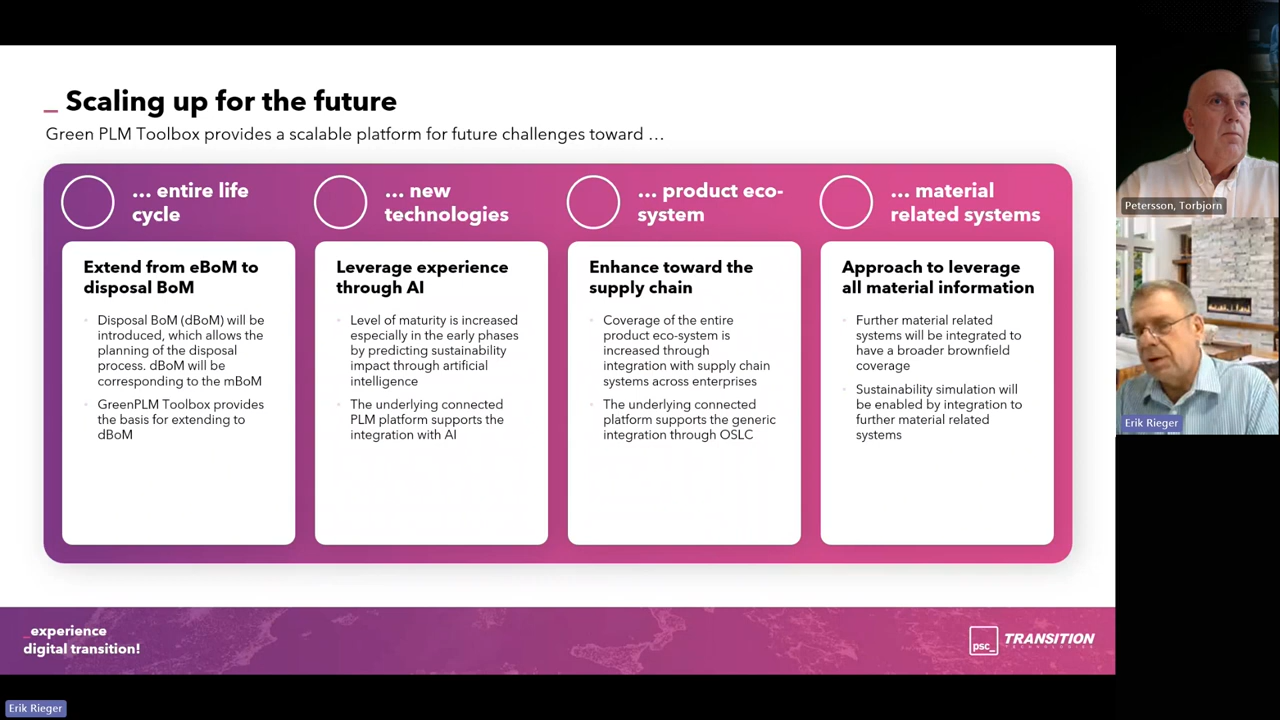 _ Scaling up for the future
Green PLM Toolbox provides a scalable platform for future challenges toward …
... entire life
cycle
Extend from eBoM to
disposal BoM
Disposal BoM (dBoM) will be
introduced, which allows the
planning of the disposal
process. dBoM will be
corresponding to the mBoM
GreenPLM Toolbox provides
the basis for extending to
dBoM
... new
technologies
Leverage experience
through AI
Level of maturity is increased
especially in the early phases
by predicting sustainability
impact through artificial
intelligence
The underlying connected
PLM platform supports the
integration with AI
... product eco-
system
Enhance toward the
supply chain
Coverage of the entire
product eco-system is
increased through
integration with supply chain
systems across enterprises
The underlying connected
platform supports the generic
integration through OSLC
... material
related systems
Approach to leverage
all material information
Further material related
systems will be integrated to
have a broader brownfield
coverage
Sustainability simulation will
be enabled by integration to
further material related
systems
_experience
digital transition!
psc_
TRANSITION
TECHNOLOGIES
Petersson, Torbjorn
Erik Rieger
Erik Rieger